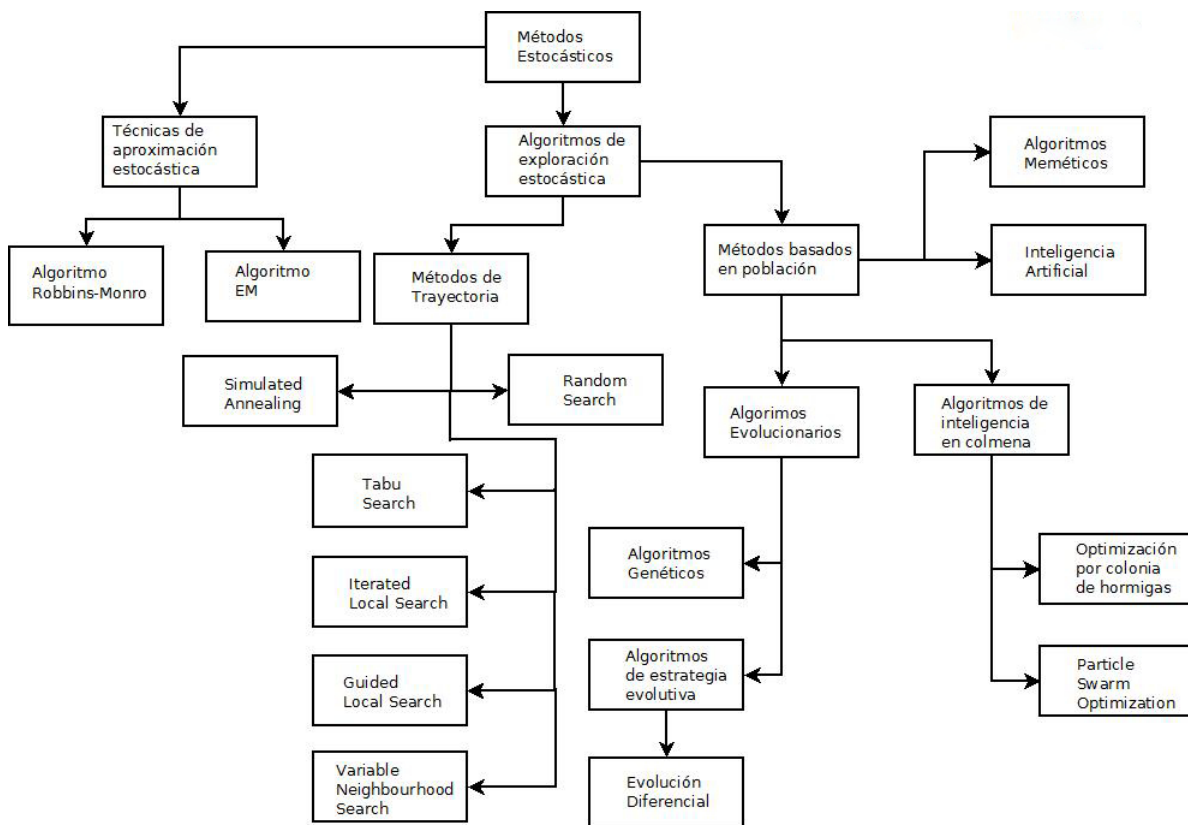 Métodos
Estocásticos
Técnicas de
aproximación
estocástica
Algoritmos de
exploración
estocástica
Algoritmos
Meméticos
Algoritmo
Robbins-Monro
Algoritmo
EM
Métodos de
Trayectoria
Métodos basados
en población
Inteligencia
Artificial
Simulated
Annealing
Random
Search
Algorimos
Evolucionarios
Algoritmos de
inteligencia
en colmena
Tabu
Search
Iterated
Local Search
Algoritmos
Genéticos
Optimización
por colonia
de hormigas
Guided
Local Search
Algoritmos
de estrategia
evolutiva
Particle
Swarm
Optimization
Variable
Neighbourhood
Search
Evolución
Diferencial